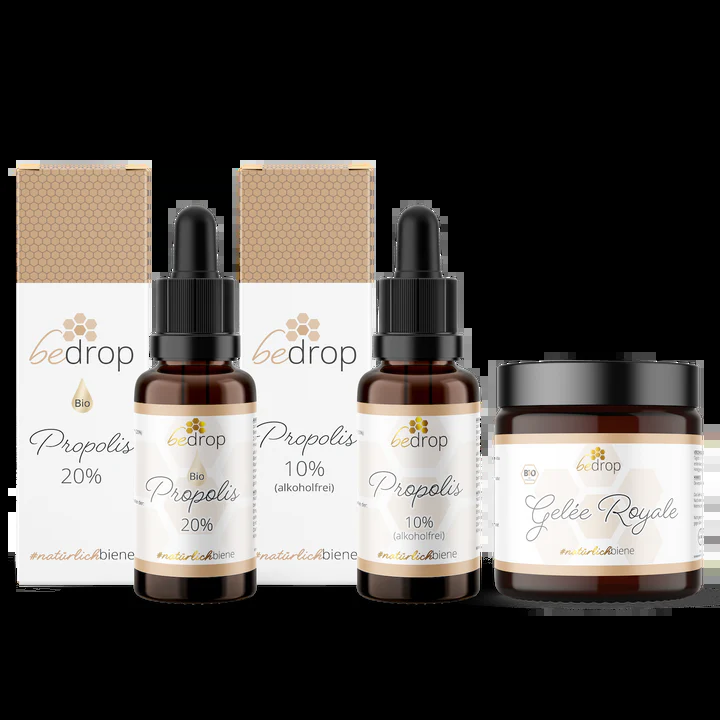 bedrop
Bio
Propolis
20%
#natürlichbiene
bedrop
Bio
Propolis
20%
#natürlichbiene
bedrop
Propolis
10%
(alkoholfrei)
#natürlichbiene
bedrop
Propolis
10%
(alkoholfrei)
#natürlichbiene
bedrop
BIO
Gelée Royale
#natürlichbiene